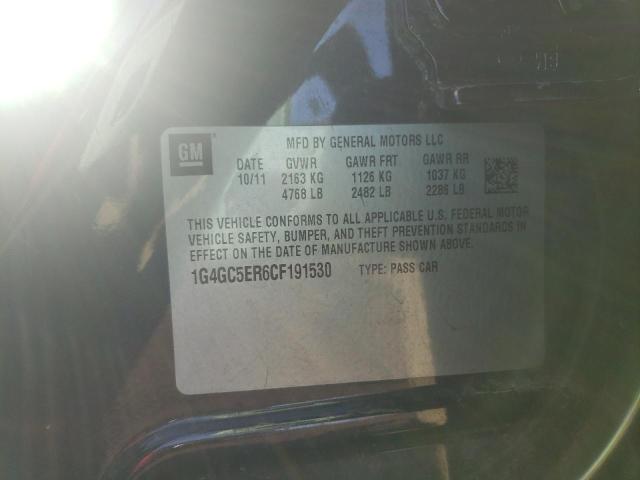 GM
MFD BY GENERAL MOTORS LLC
DATE GVWR GAWR FRT GAWR RR
10/11 2163 KG 1126 KG 1037 KG
4768 LB 2482 LB 2286 LB
THIS VEHICLE CONFORMS TO ALL APPLICABLE U.S. FEDERAL MOTOR
VEHICLE SAFETY, BUMPER, AND THEFT PREVENTION STANDARDS IN
EFFECT ON THE DATE OF MANUFACTURE SHOWN ABOVE.
1G4GC5ER6CF191530 TYPE: PASS CAR